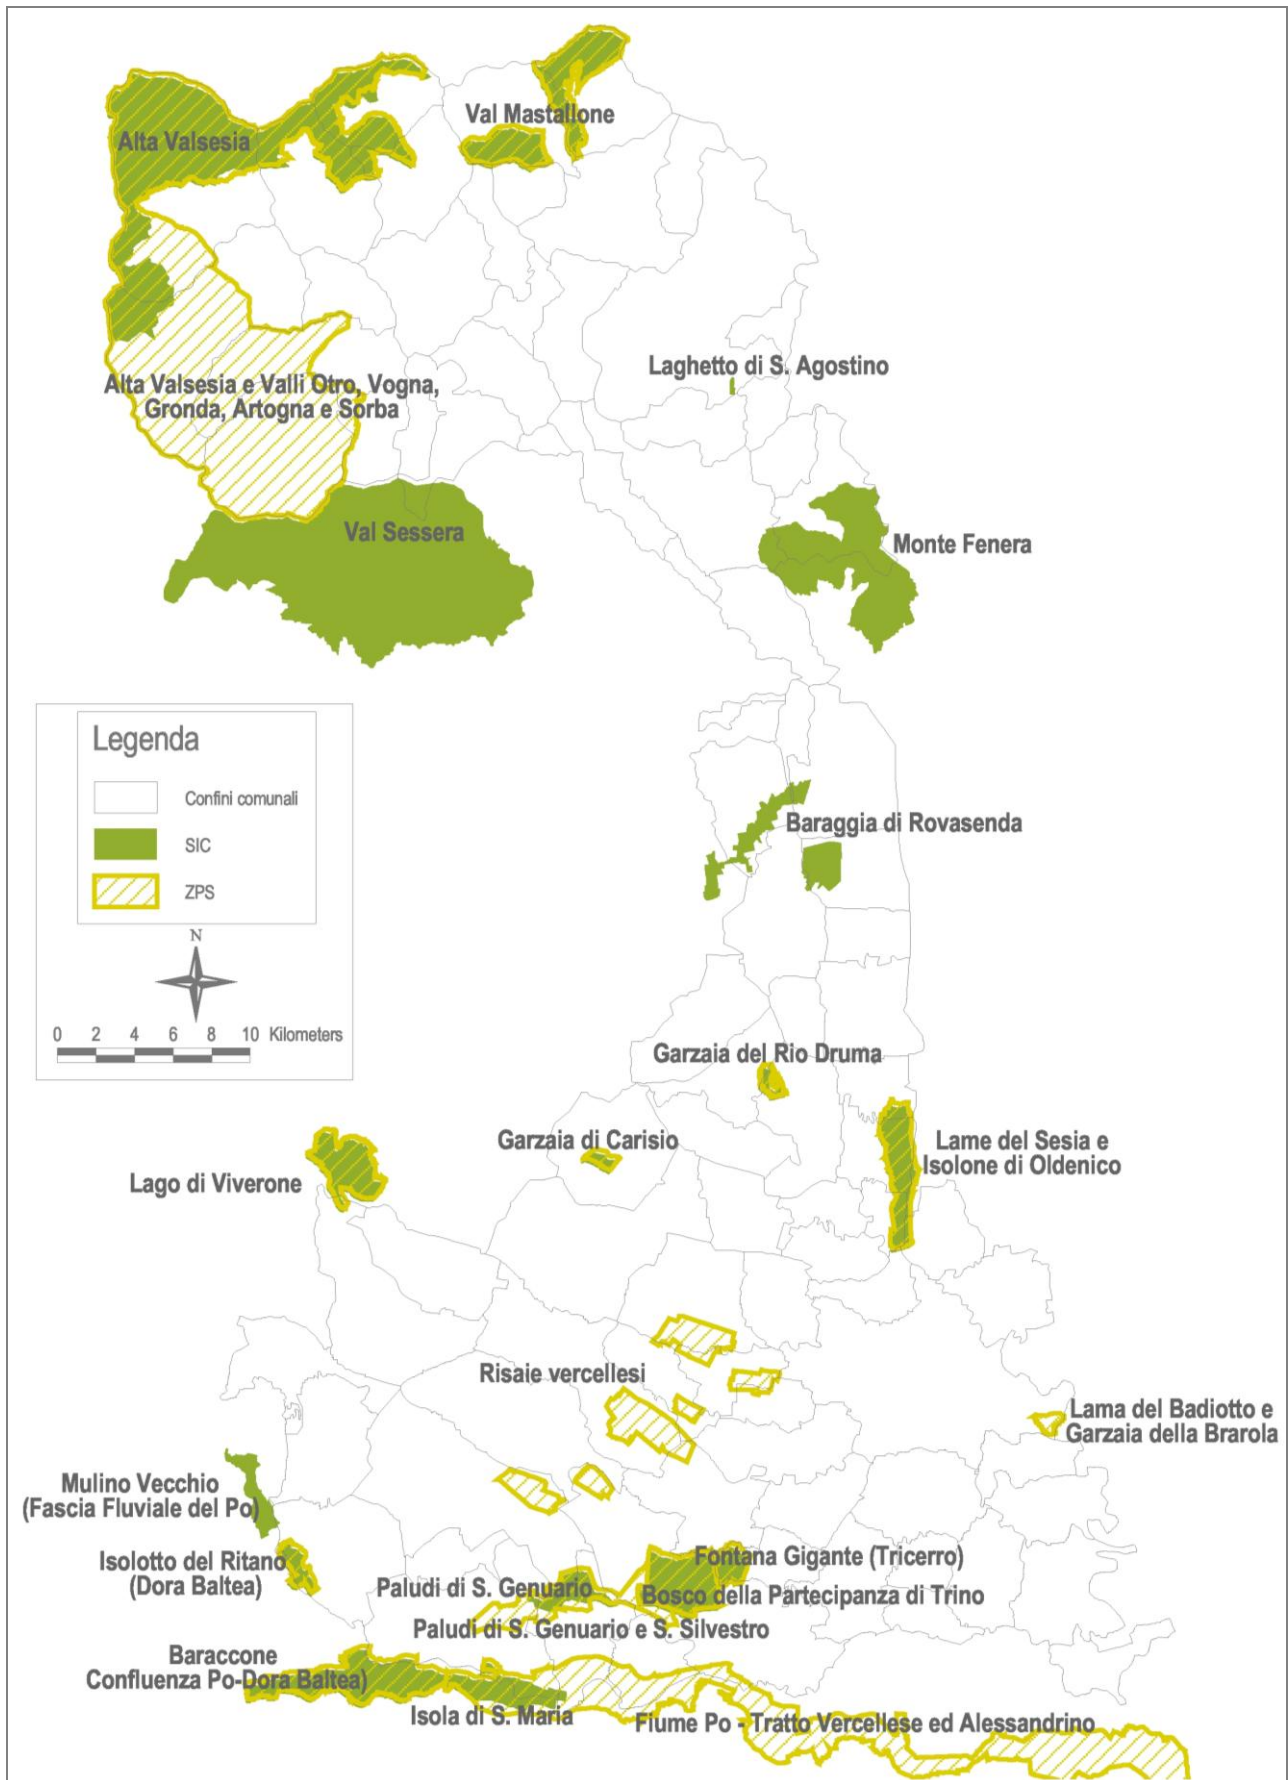 Val Mastallone
Alta Valsesia
Laghetto di S. Agostino
Alta Valsesia e Valli Otro, Vogna,
Gronda, Artogna e Sorba
Val Sessera
Monte Fenera
Legenda
Confini comunali
SIC
ZPS
N
0 2 4 6 8 10 Kilometers
Baraggia di Rovasenda
Garzaia del Rio Druma
Garzaia di Carisio
Lame del Sesia e
Isolone di Oldenico
Lago di Viverone
Risaie vercellesi
Lama del Badiotto e
Garzaia della Brarola
Mulino Vecchio
(Fascia Fluviale del Po)
Isolotto del Ritano
(Dora Baltea)
Fontana Gigante (Tricerro)
Paludi di S. Genuario
Bosco della Partecipanza di Trino
Paludi di S. Genuario e S. Silvestro
Baraccone
Confluenza Po-Dora Baltea)
Isola di S. Maria
Fiume Po - Tratto Vercellese ed Alessandrino